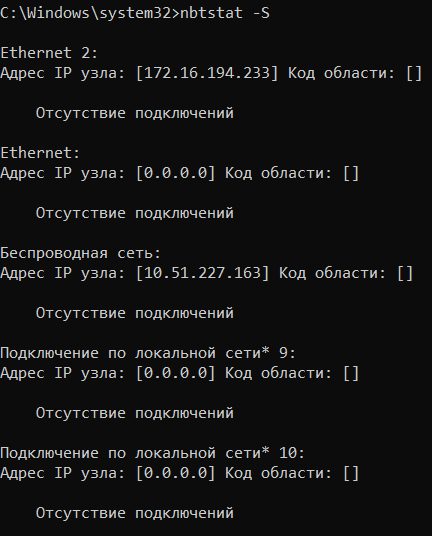 C:\Windows\system32>nbtstat -S
Ethernet 2:
Адрес IP узла: [172.16.194.233] Код области: []
Отсутствие подключений
Ethernet:
Адрес IP узла: [0.0.0.0] Код области: []
Отсутствие подключений
Беспроводная сеть:
Адрес IP узла: [10.51.227.163] Код области: []
Отсутствие подключений
Подключение по локальной сети* 9:
Адрес IP узла: [0.0.0.0] Код области: []
Отсутствие подключений
Подключение по локальной сети* 10:
Адрес IP узла: [0.0.0.0] Код области: []
Отсутствие подключений